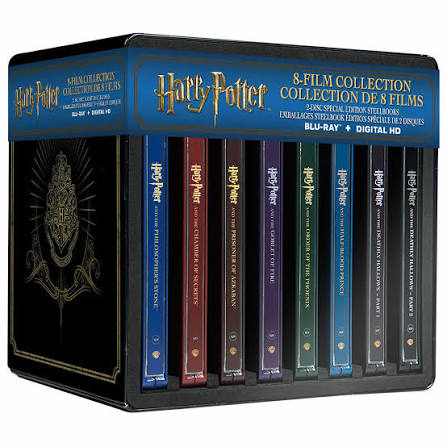 8-FILM COLLECTION
COLLECTION DE 8 FILMS
BLU-RAY + DIGITAL HD
Harry Potter
8-FILM COLLECTION
COLLECTION DE 8 FILMS
2-DISC SPECIAL EDITION STEELBOOKS
EMBALLAGES STEELBOOK ÉDITION SPÉCIALE DE 2 DISQUES
BLU-RAY + DIGITAL HD
Harry Potter AND THE PHILOSOPHER'S STONE
Harry Potter AND THE CHAMBER OF SECRETS
Harry Potter AND THE PRISONER OF AZKABAN
Harry Potter AND THE GOBLET OF FIRE
Harry Potter AND THE ORDER OF THE PHOENIX
Harry Potter AND THE HALF-BLOOD PRINCE
Harry Potter AND THE DEATHLY HALLOWS – PART 1
Harry Potter AND THE DEATHLY HALLOWS – PART 2